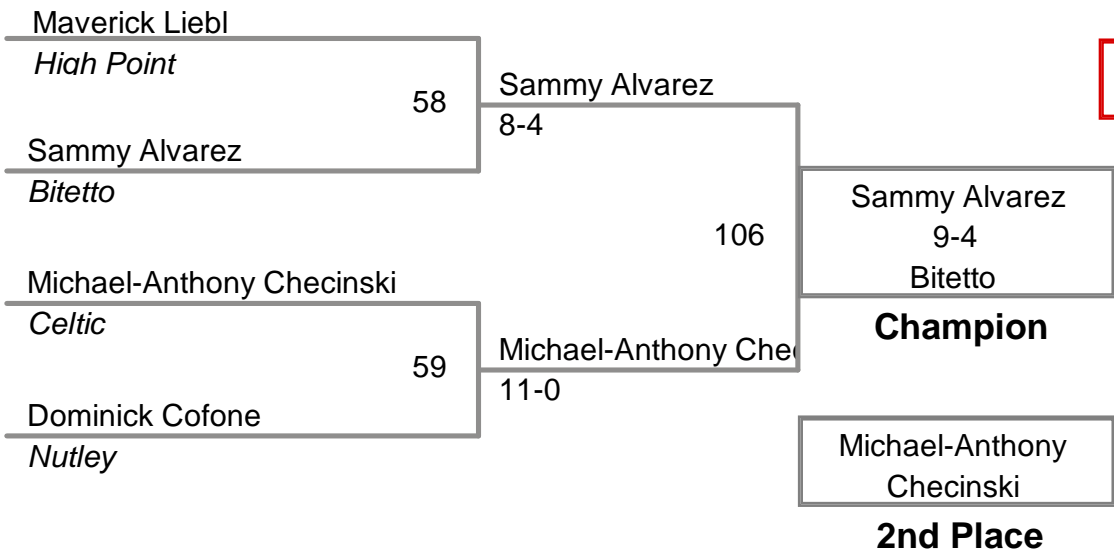 Maverick Liebl
High Point
58
Sammy Alvarez
8-4
Sammy Alvarez
Bitetto
106
Sammy Alvarez
9-4
Bitetto
Champion
Michael-Anthony Checinski
Celtic
59
Michael-Anthony Chec
11-0
Dominick Cofone
Nutley
Michael-Anthony
Checinski
2nd Place